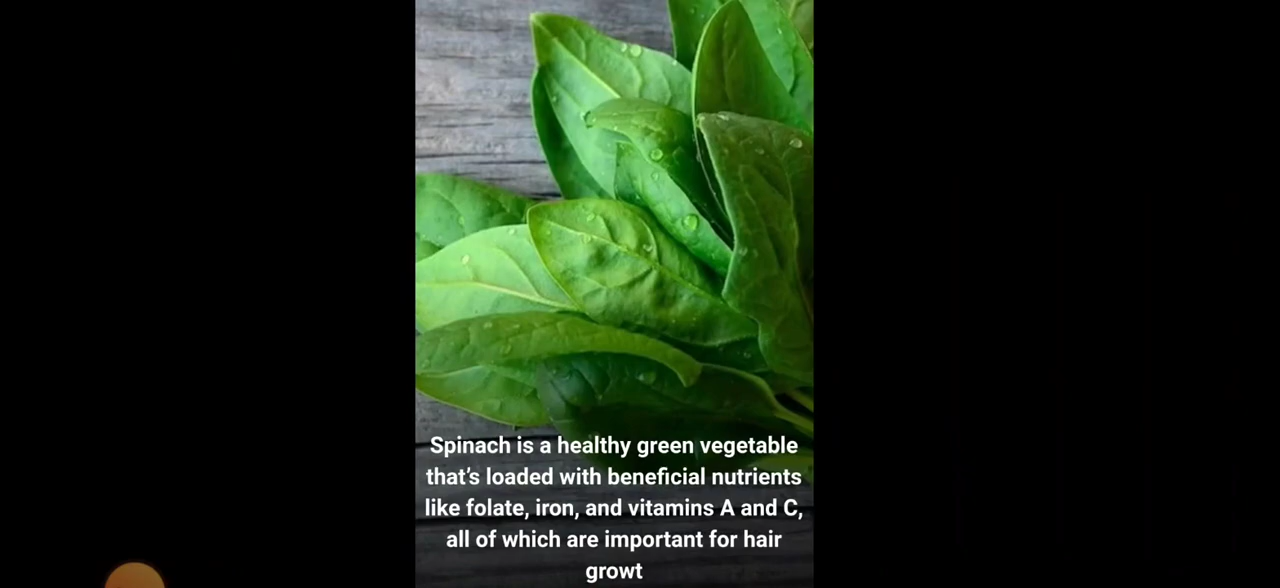 Spinach is a healthy green vegetable
that’s loaded with beneficial nutrients
like folate, iron, and vitamins A and C,
all of which are important for hair
growt